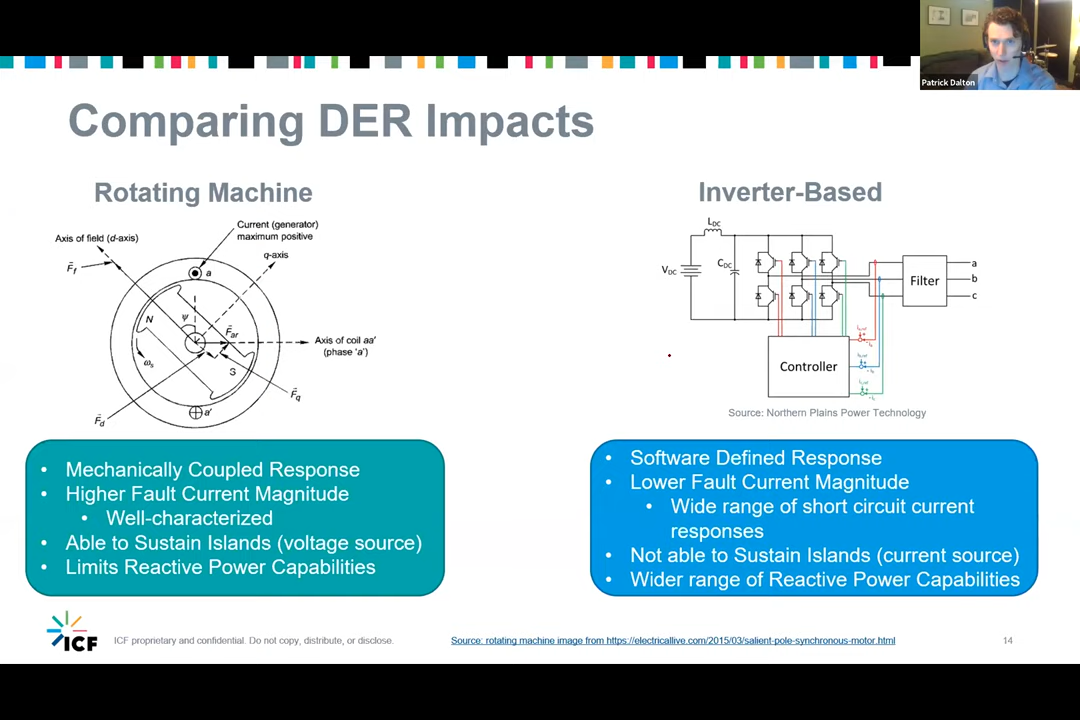 Patrick Dalton
Comparing DER Impacts
Rotating Machine
Current (generator)
maximum positive
Axis of field (d-axis)
q-axis
F̄f
a
N
ψ
F̄ar
Axis of coil aa'
(phase 'a')
ωs
S
F̄q
a'
F̄d
Mechanically Coupled Response
Higher Fault Current Magnitude
Well-characterized
Able to Sustain Islands (voltage source)
Limits Reactive Power Capabilities
Inverter-Based
LDC
VDC
CDC
Filter
a
b
c
Controller
Source: Northern Plains Power Technology
Software Defined Response
Lower Fault Current Magnitude
Wide range of short circuit current
responses
Not able to Sustain Islands (current source)
Wider range of Reactive Power Capabilities
ICF
ICF proprietary and confidential. Do not copy, distribute, or disclose.
Source: rotating machine image from https://electricallive.com/2015/03/salient-pole-synchronous-motor.html
14